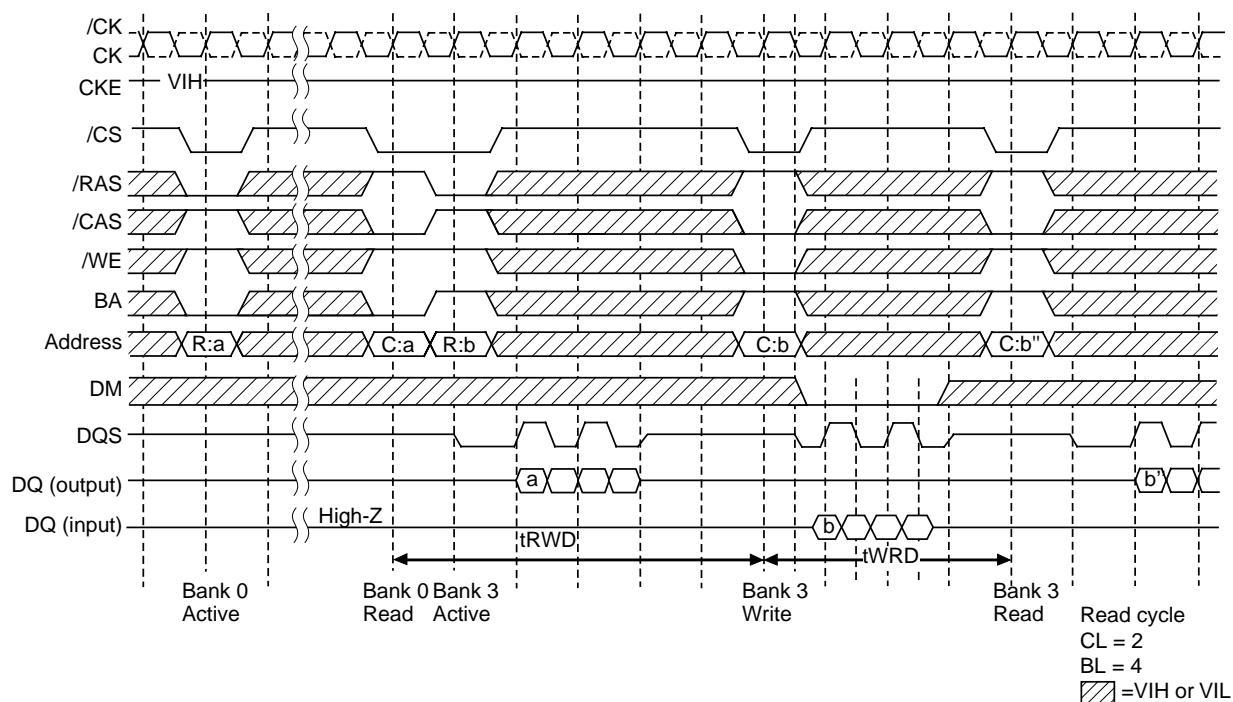 /CK
CK
CKE
VIH
/CS
/RAS
/CAS
/WE
BA
Address R:a C:a R:b C:b C:b"
DM
DQS
DQ (output) a b'
DQ (input) High-Z b
tRWD tWRD
Bank 0 Active
Bank 0 Read
Bank 3 Active
Bank 3 Write
Bank 3 Read
Read cycle
CL = 2
BL = 4
=VIH or VIL